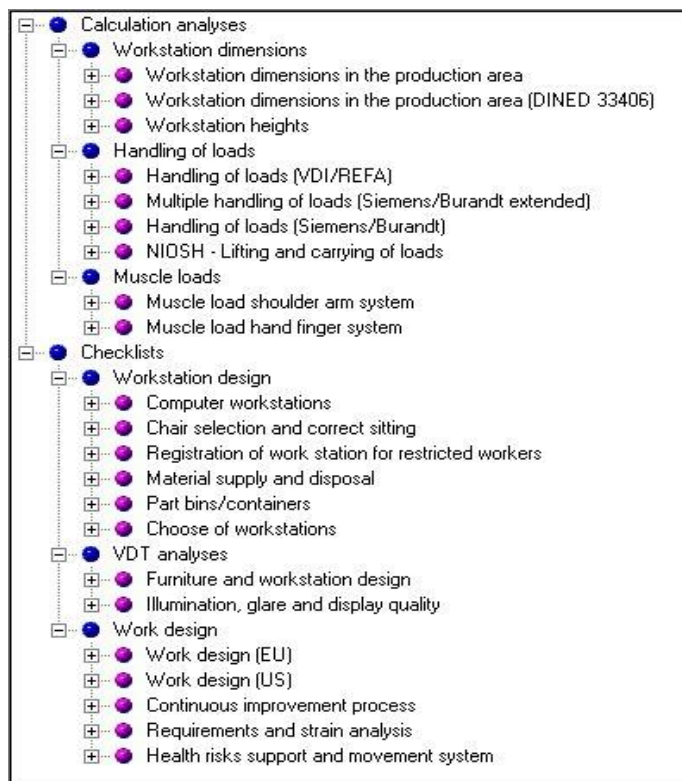 Calculation analyses
Workstation dimensions
Workstation dimensions in the production area
Workstation dimensions in the production area (DINED 33406)
Workstation heights
Handling of loads
Handling of loads (VDI/REFA)
Multiple handling of loads (Siemens/Burandt extended)
Handling of loads (Siemens/Burandt)
NIOSH - Lifting and carrying of loads
Muscle loads
Muscle load shoulder arm system
Muscle load hand finger system
Checklists
Workstation design
Computer workstations
Chair selection and correct sitting
Registration of work station for restricted workers
Material supply and disposal
Part bins/containers
Choose of workstations
VDT analyses
Furniture and workstation design
Illumination, glare and display quality
Work design
Work design (EU)
Work design (US)
Continuous improvement process
Requirements and strain analysis
Health risks support and movement system